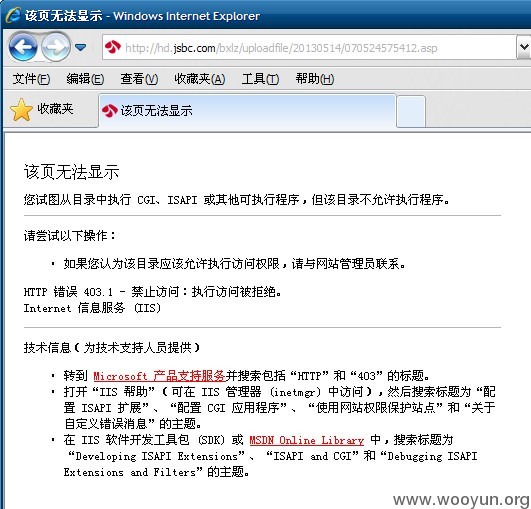 该页无法显示 - Windows Internet Explorer
http://hd.jsbc.com/bxlz/uploadfile/20130514/070524575412.asp
文件(F) 编辑(E) 查看(V) 收藏夹(A) 工具(T) 帮助(H)
收藏夹 该页无法显示
该页无法显示
您试图从目录中执行 CGI、ISAPI 或其他可执行程序，但该目录不允许执行程序。
请尝试以下操作：
• 如果您认为该目录应该允许执行访问权限，请与网站管理员联系。
HTTP 错误 403.1 - 禁止访问：执行访问被拒绝。
Internet 信息服务 (IIS)
技术信息（为技术支持人员提供）
• 转到 Microsoft 产品支持服务并搜索包括“HTTP”和“403”的标题。
• 打开“IIS 帮助”（可在 IIS 管理器 (inetmgr) 中访问），然后搜索标题为“配
置 ISAPI 扩展”、“配置 CGI 应用程序”、“使用网站权限保护站点”和“关于
自定义错误消息”的主题。
• 在 IIS 软件开发工具包 (SDK) 或 MSDN Online Library 中，搜索标题为
“Developing ISAPI Extensions”、“ISAPI and CGI”和“Debugging ISAPI
Extensions and Filters”的主题。
www.wooyun.org